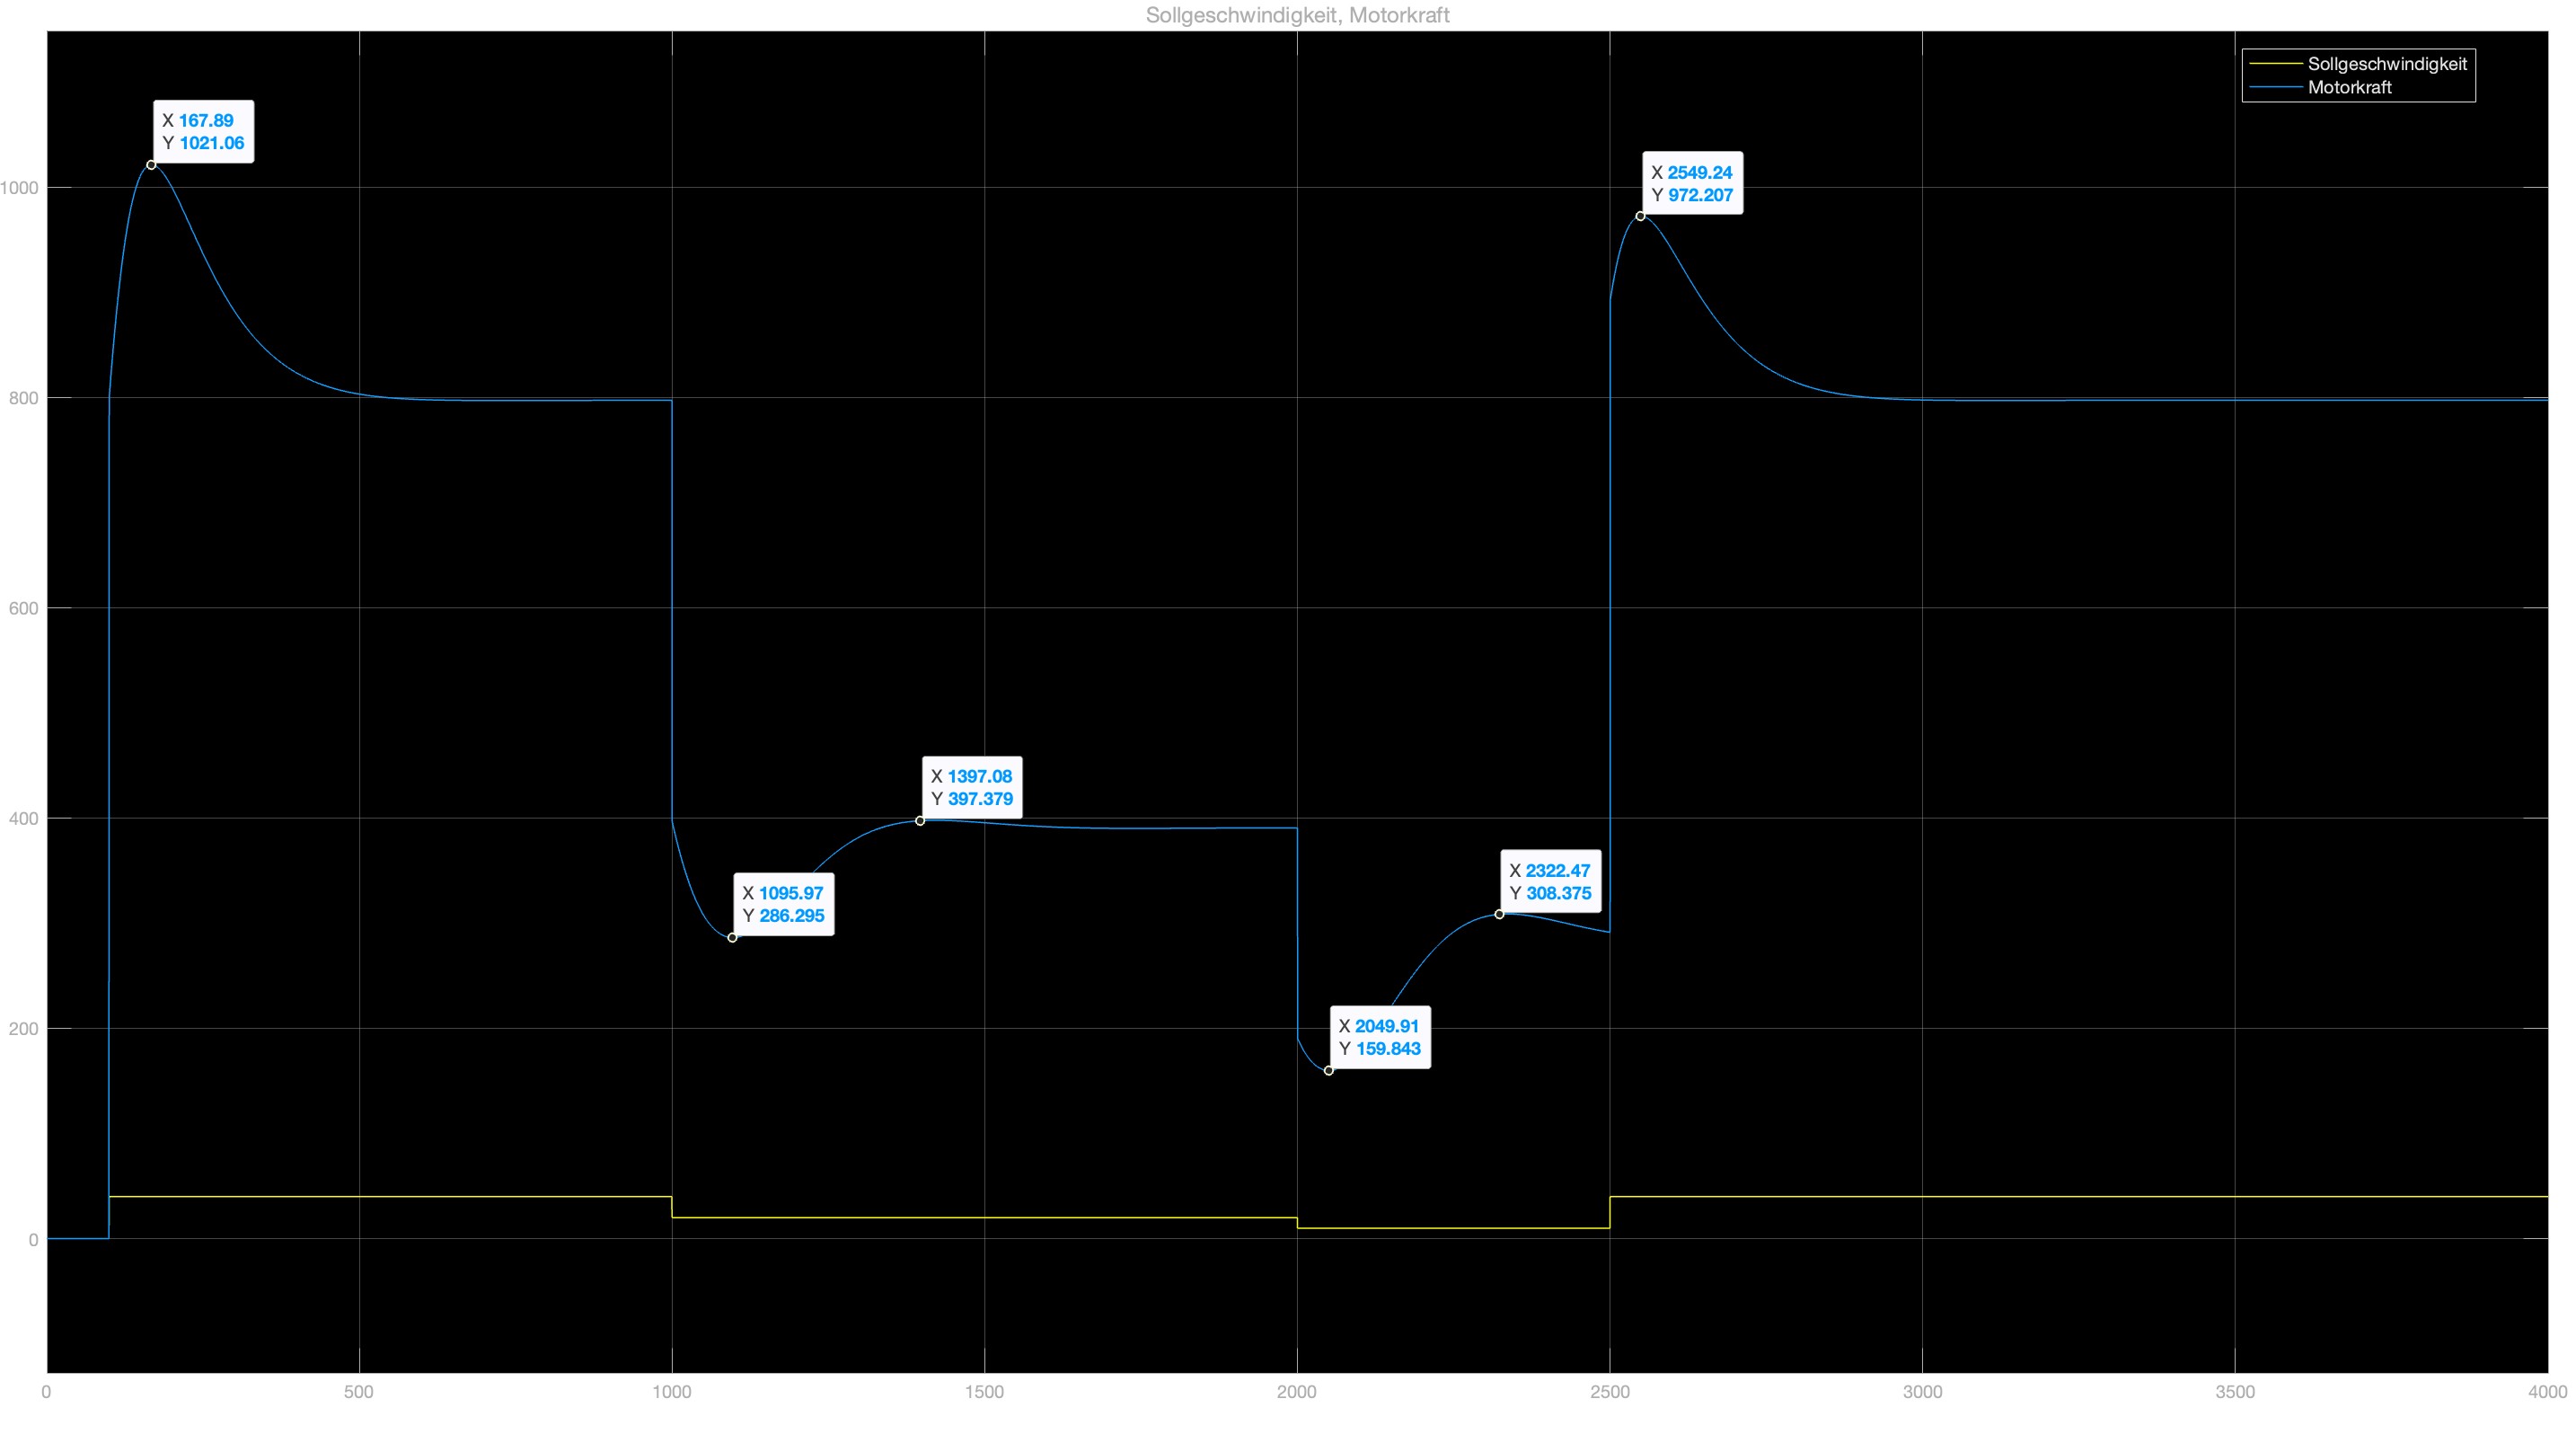 Sollgeschwindigkeit, Motorkraft
Sollgeschwindigkeit
Motorkraft
X 167.89
Y 1021.06
X 2549.24
Y 972.207
X 1397.08
Y 397.379
X 1095.97
Y 286.295
X 2322.47
Y 308.375
X 2049.91
Y 159.843
1000
800
600
400
200
0
0 500 1000 1500 2000 2500 3000 3500 4000